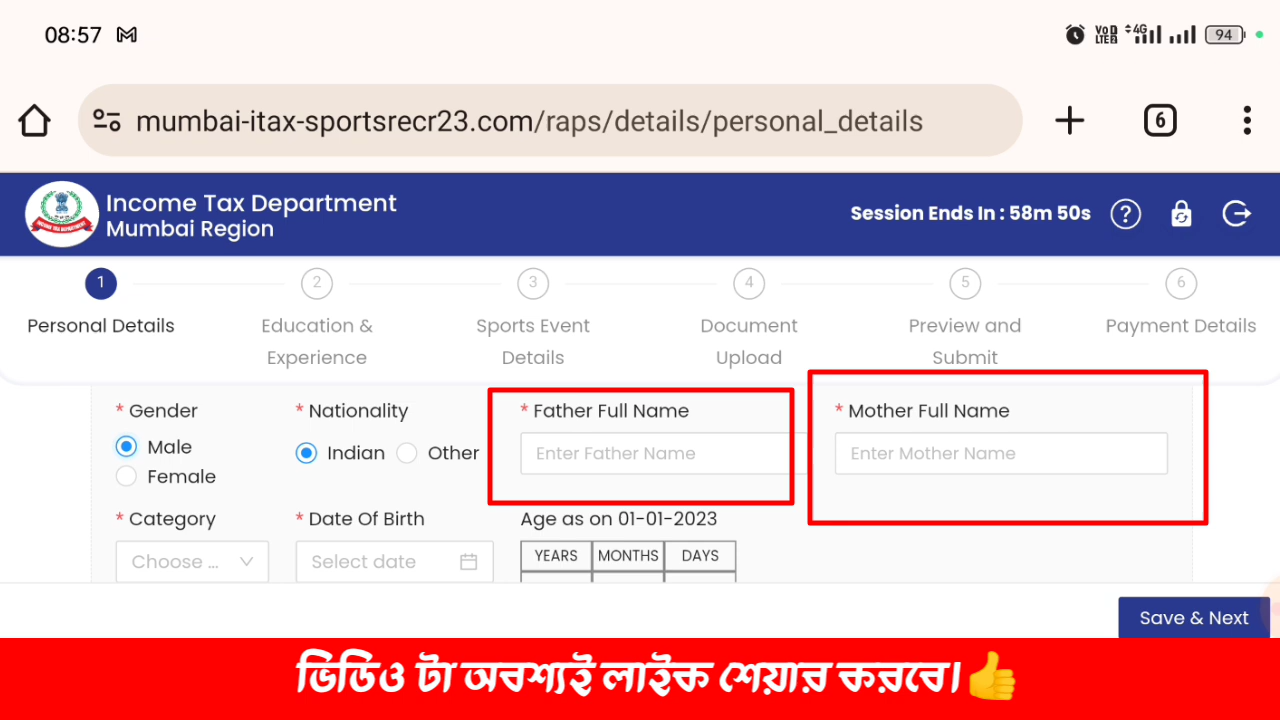 08:57
Vo LTE 4G 94
mumbai-itax-sportsrecr23.com/raps/details/personal_details
6
Income Tax Department
Mumbai Region
Session Ends In : 58m 50s
?
1 2 3 4 5 6
Personal Details
Education & Experience
Sports Event Details
Document Upload
Preview and Submit
Payment Details
* Gender
Male
Female
* Nationality
Indian Other
* Father Full Name
Enter Father Name
* Mother Full Name
Enter Mother Name
* Category
Choose ...
* Date Of Birth
Select date
Age as on 01-01-2023
YEARS MONTHS DAYS
Save & Next
ভিডিও টা অবশ্যই লাইক শেয়ার করবে।👍